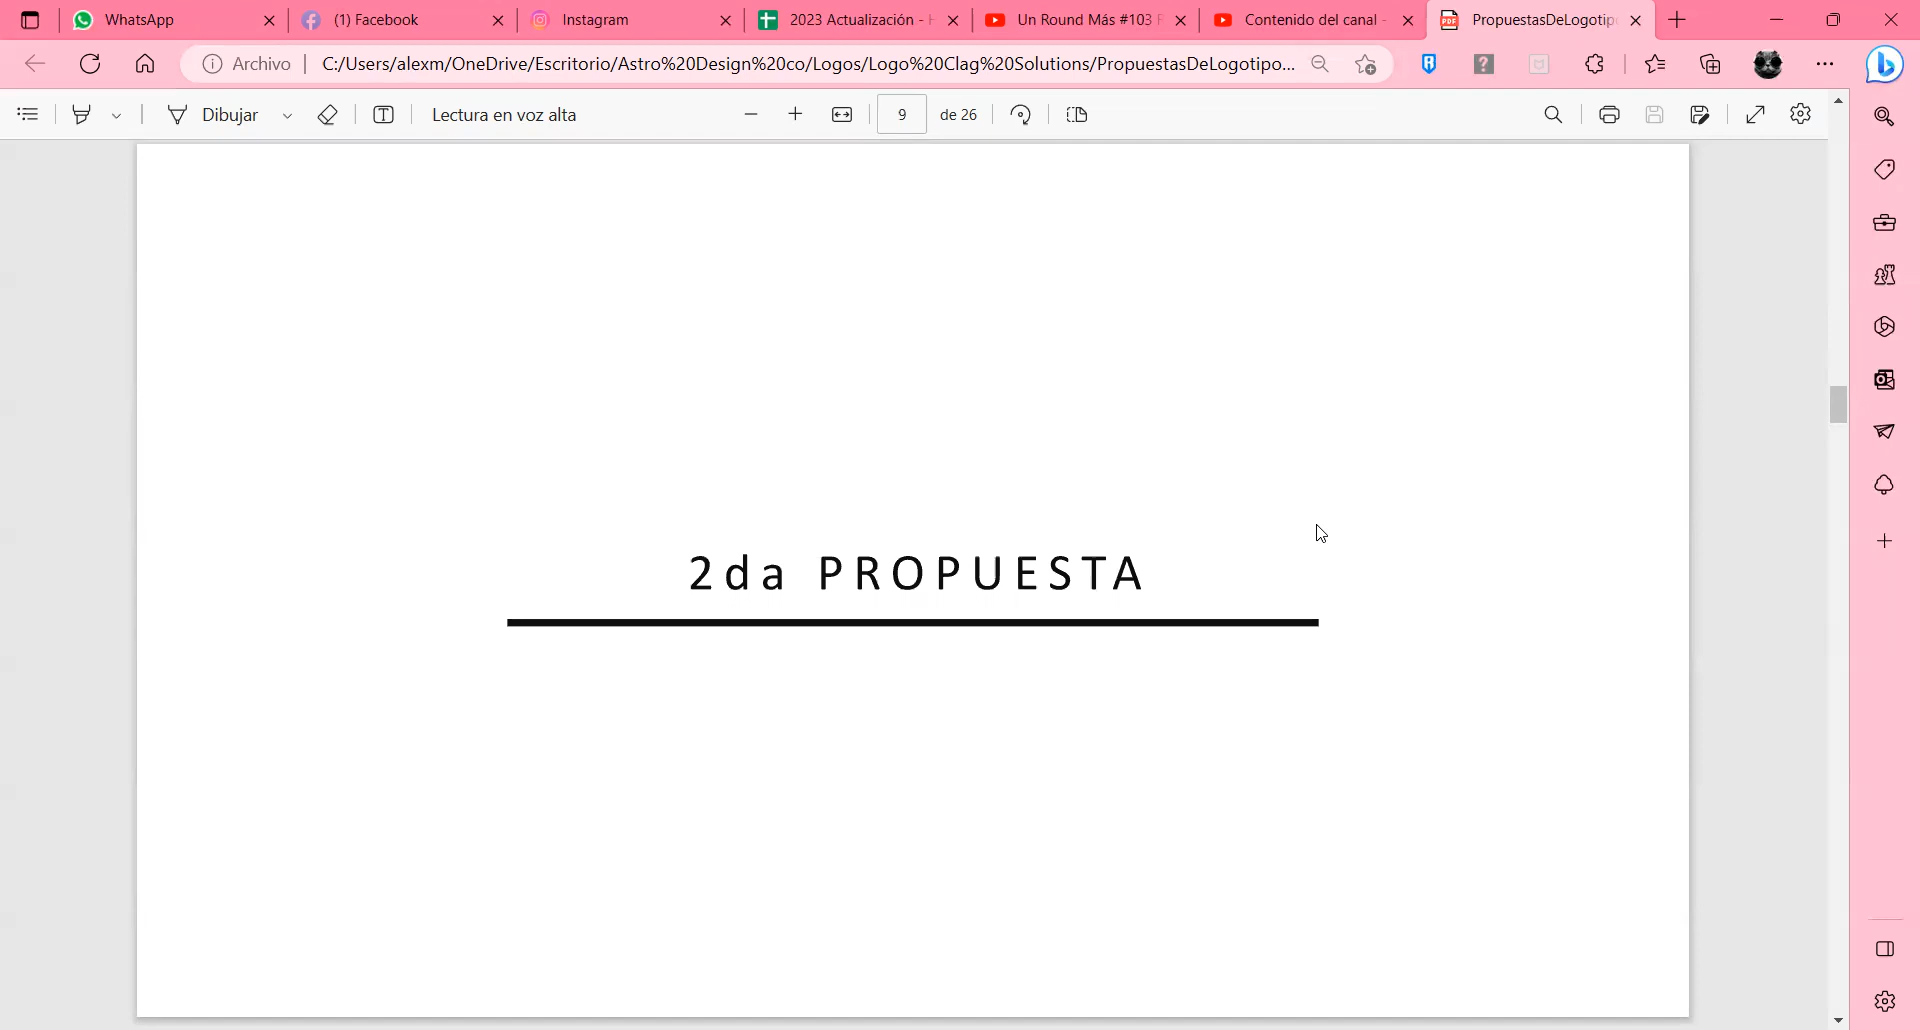 WhatsApp
(1) Facebook
Instagram
2023 Actualización -
Un Round Más #103
Contenido del canal -
PropuestasDeLogotip
Archivo
C:/Users/alexm/OneDrive/Escritorio/Astro%20Design%20co/Logos/Logo%20Clag%20Solutions/PropuestasDeLogotipo...
Dibujar
Lectura en voz alta
9
de 26
2da PROPUESTA